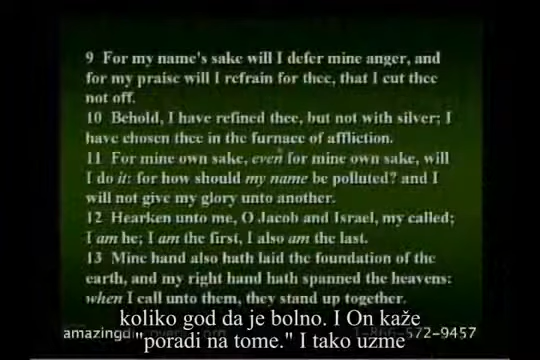 9 For my name's sake will I defer mine anger, and
for my praise will I refrain for thee, that I cut thee
not off.
10 Behold, I have refined thee, but not with silver; I
have chosen thee in the furnace of affliction.
11 For mine own sake, even for mine own sake, will
I do it: for how should my name be polluted? and I
will not give my glory unto another.
12 Hearken unto me, O Jacob and Israel, my called;
I am he; I am the first, I also am the last.
13 Mine hand also hath laid the foundation of the
earth, and my right hand hath spanned the heavens:
when I call unto them, they stand up together.
koliko god da je bolno. I On kaže
"poradi na tome." I tako uzme